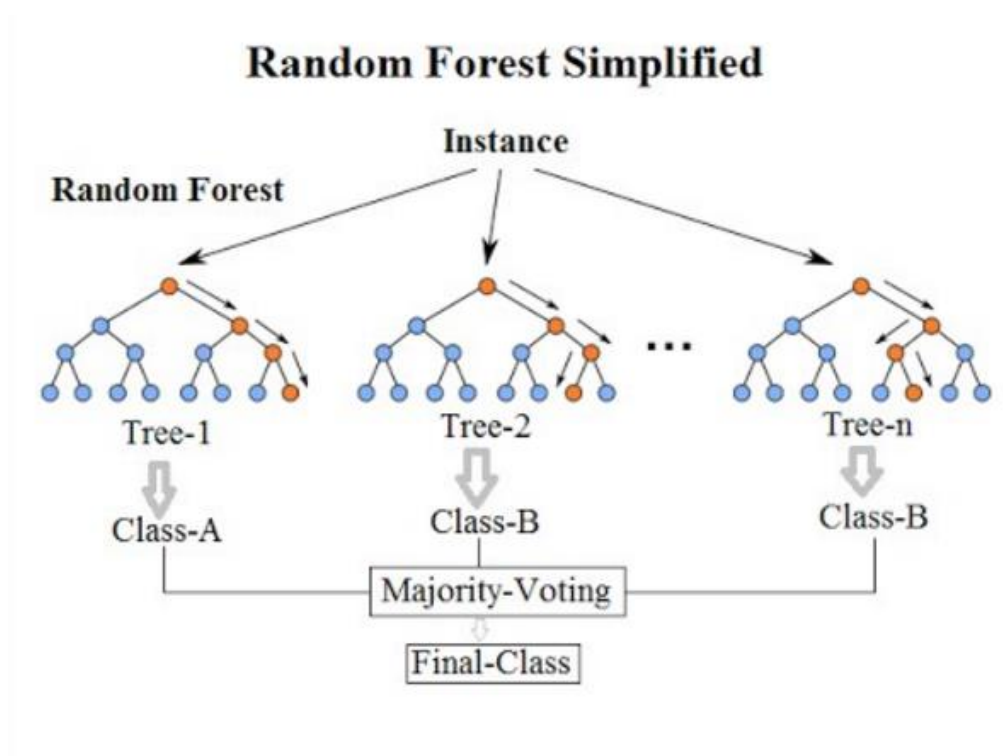 Random Forest Simplified
Instance
Random Forest
...
Tree-1
Tree-2
Tree-n
Class-A
Class-B
Class-B
Majority-Voting
Final-Class